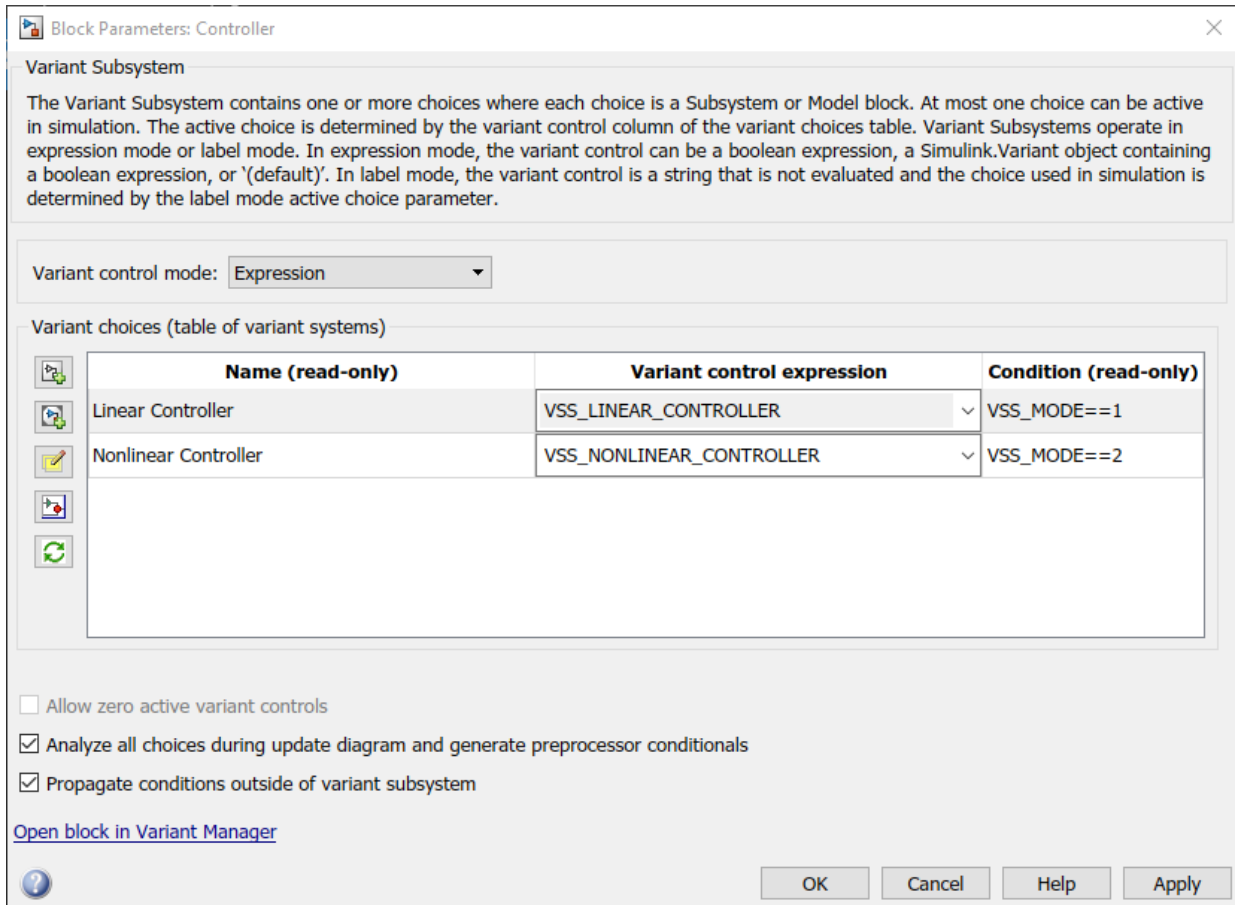 Block Parameters: Controller
Variant Subsystem
The Variant Subsystem contains one or more choices where each choice is a Subsystem or Model block. At most one choice can be active
in simulation. The active choice is determined by the variant control column of the variant choices table. Variant Subsystems operate in
expression mode or label mode. In expression mode, the variant control can be a boolean expression, a Simulink.Variant object containing
a boolean expression, or ‘(default)’. In label mode, the variant control is a string that is not evaluated and the choice used in simulation is
determined by the label mode active choice parameter.
Variant control mode: Expression
Variant choices (table of variant systems)
Name (read-only) Variant control expression Condition (read-only)
Linear Controller VSS_LINEAR_CONTROLLER VSS_MODE==1
Nonlinear Controller VSS_NONLINEAR_CONTROLLER VSS_MODE==2
Allow zero active variant controls
Analyze all choices during update diagram and generate preprocessor conditionals
Propagate conditions outside of variant subsystem
Open block in Variant Manager
OK Cancel Help Apply